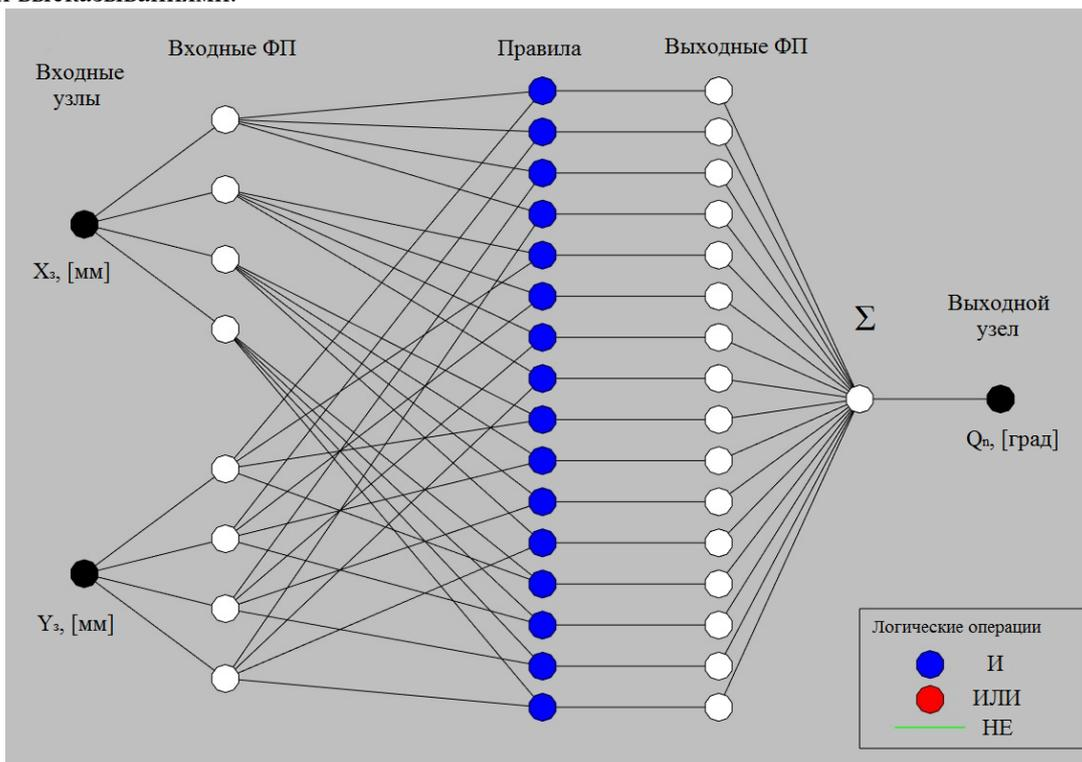 высказываниями.
Входные ФП
Правила
Выходные ФП
Входные
узлы
Xз, [мм]
Σ
Выходной
узел
Qn, [град]
Yз, [мм]
Логические операции
И
ИЛИ
НЕ